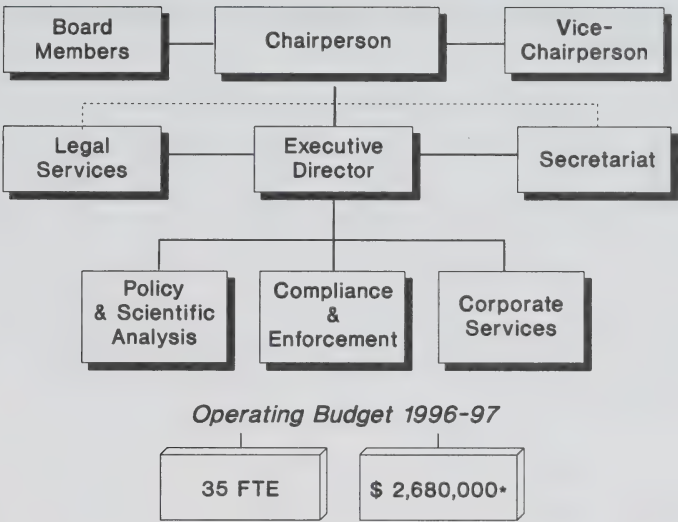 Board
Members
Chairperson
Vice-
Chairperson
Legal
Services
Executive
Director
Secretariat
Policy
& Scientific
Analysis
Compliance
&
Enforcement
Corporate
Services
Operating Budget 1996-97
35 FTE
$ 2,680,000*